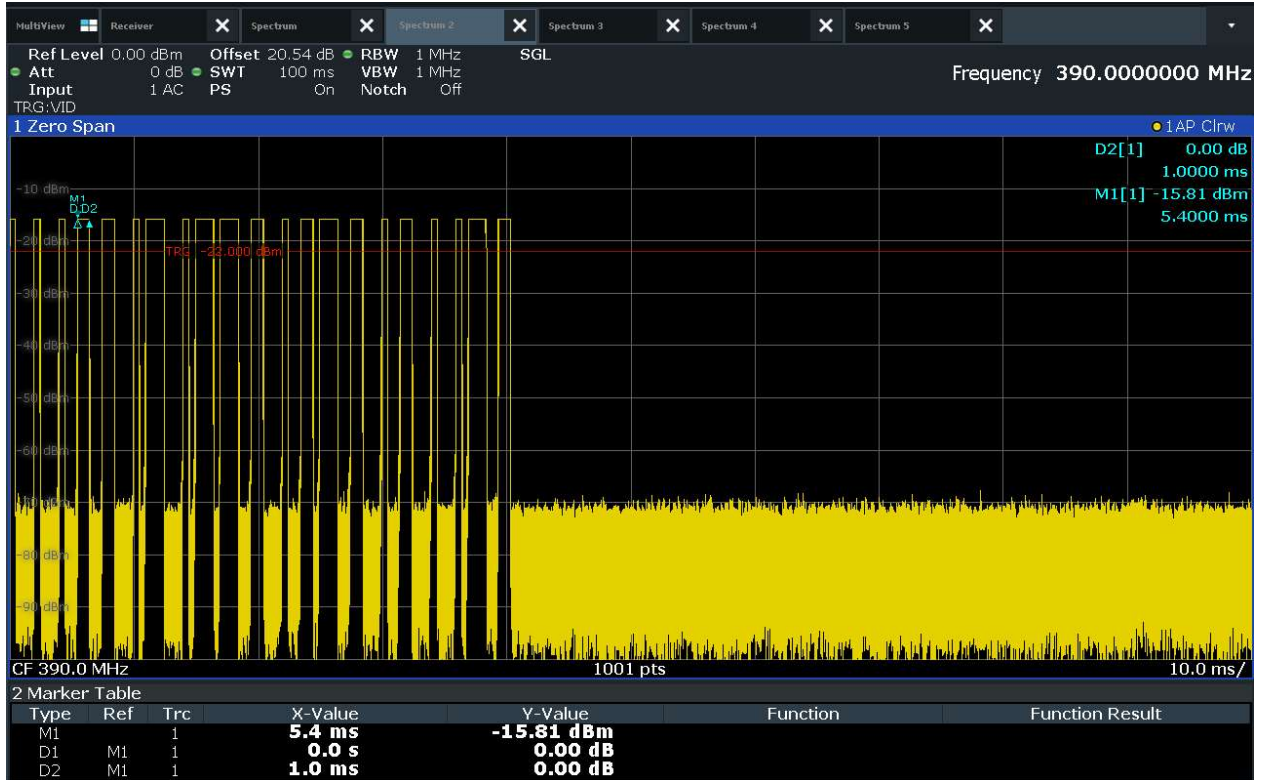 MultiView Receiver Spectrum Spectrum 2 Spectrum 3 Spectrum 4 Spectrum 5
Ref Level 0.00 dBm Offset 20.54 dB RBW 1 MHz SGL
Att 0 dB SWT 100 ms VBW 1 MHz Frequency 390.0000000 MHz
Input 1 AC PS On Notch Off
TRG:VID
1 Zero Span 1AP Clrw
D2[1] 0.00 dB
1.0000 ms
-10 dBm
M1[1] -15.81 dBm
M1
D.D2
5.4000 ms
-20 dBm
TRG -22.000 dBm
-30 dBm
-40 dBm
-50 dBm
-60 dBm
-70 dBm
-80 dBm
-90 dBm
CF 390.0 MHz 1001 pts 10.0 ms/
2 Marker Table
Type Ref Trc X-Value Y-Value Function Function Result
M1 1 5.4 ms -15.81 dBm
D1 M1 1 0.0 s 0.00 dB
D2 M1 1 1.0 ms 0.00 dB